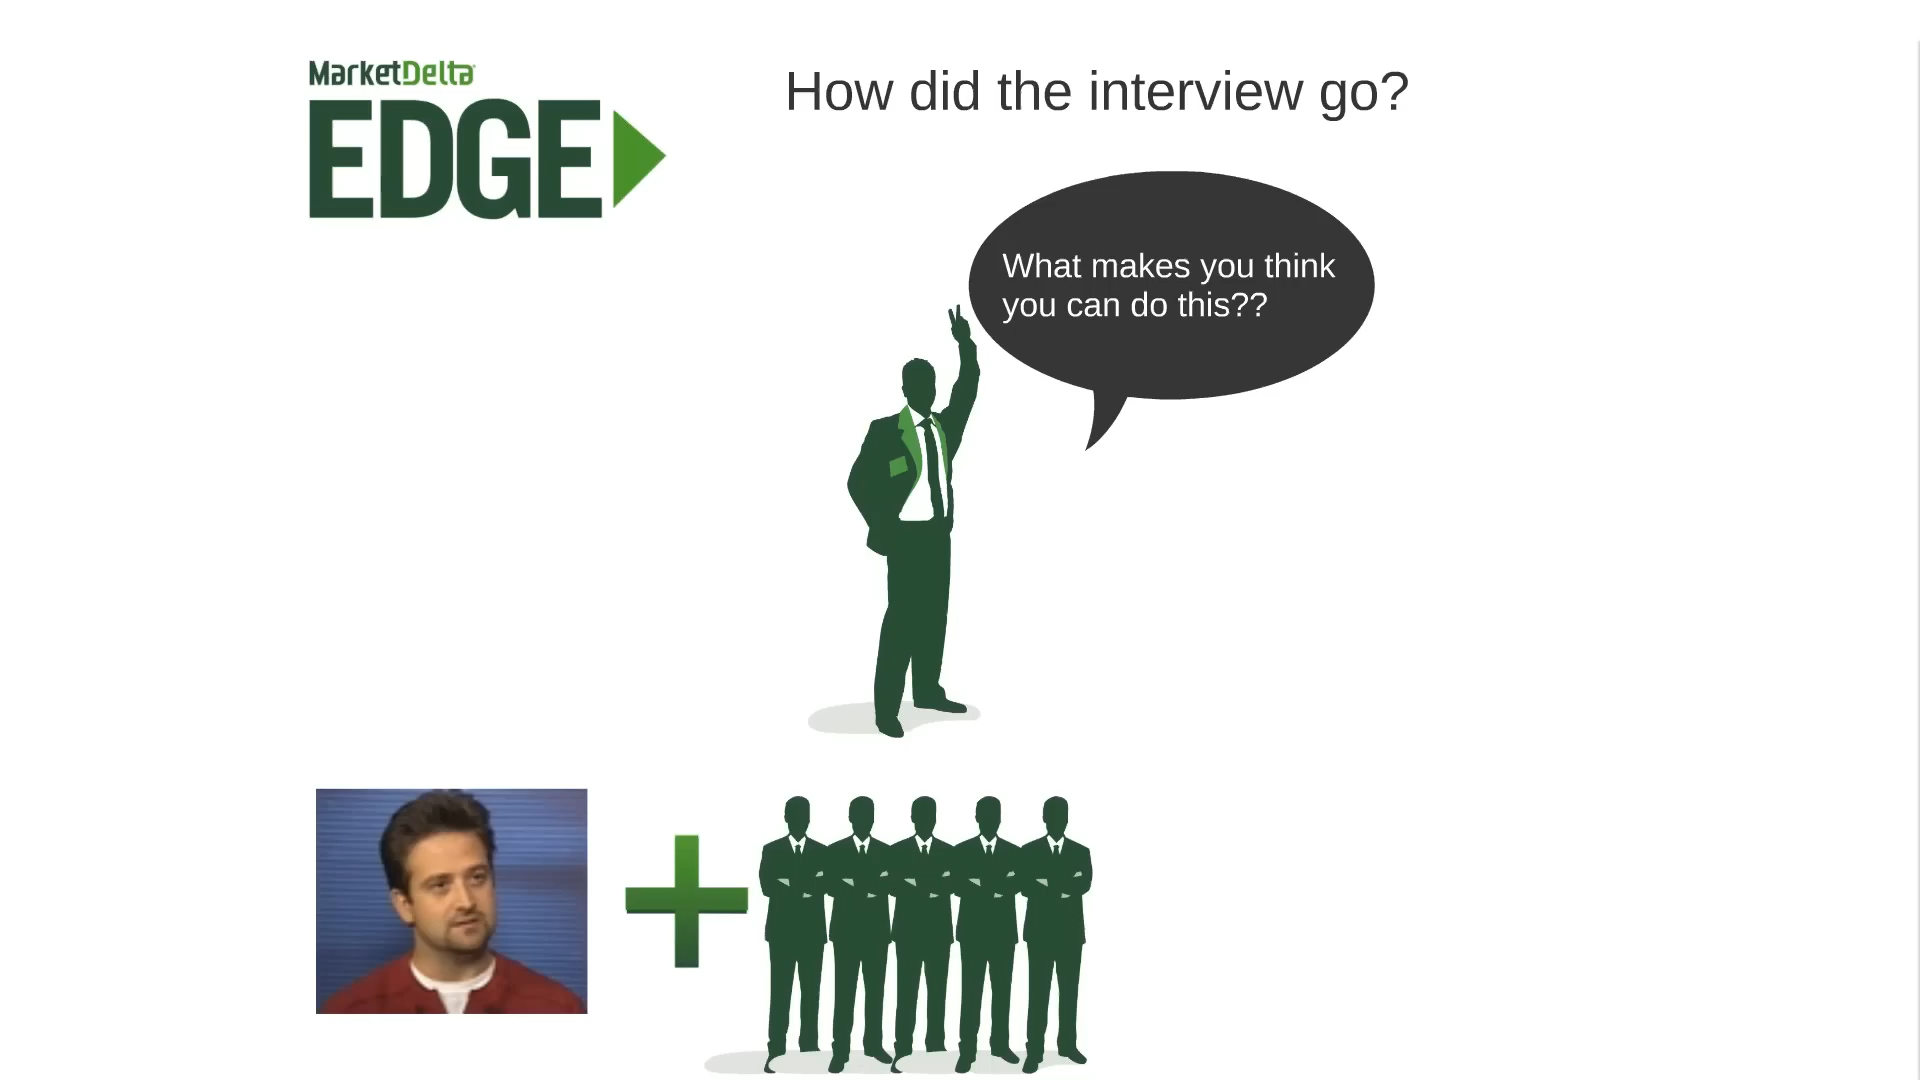 MarketDelta
EDGE
How did the interview go?
What makes you think
you can do this??